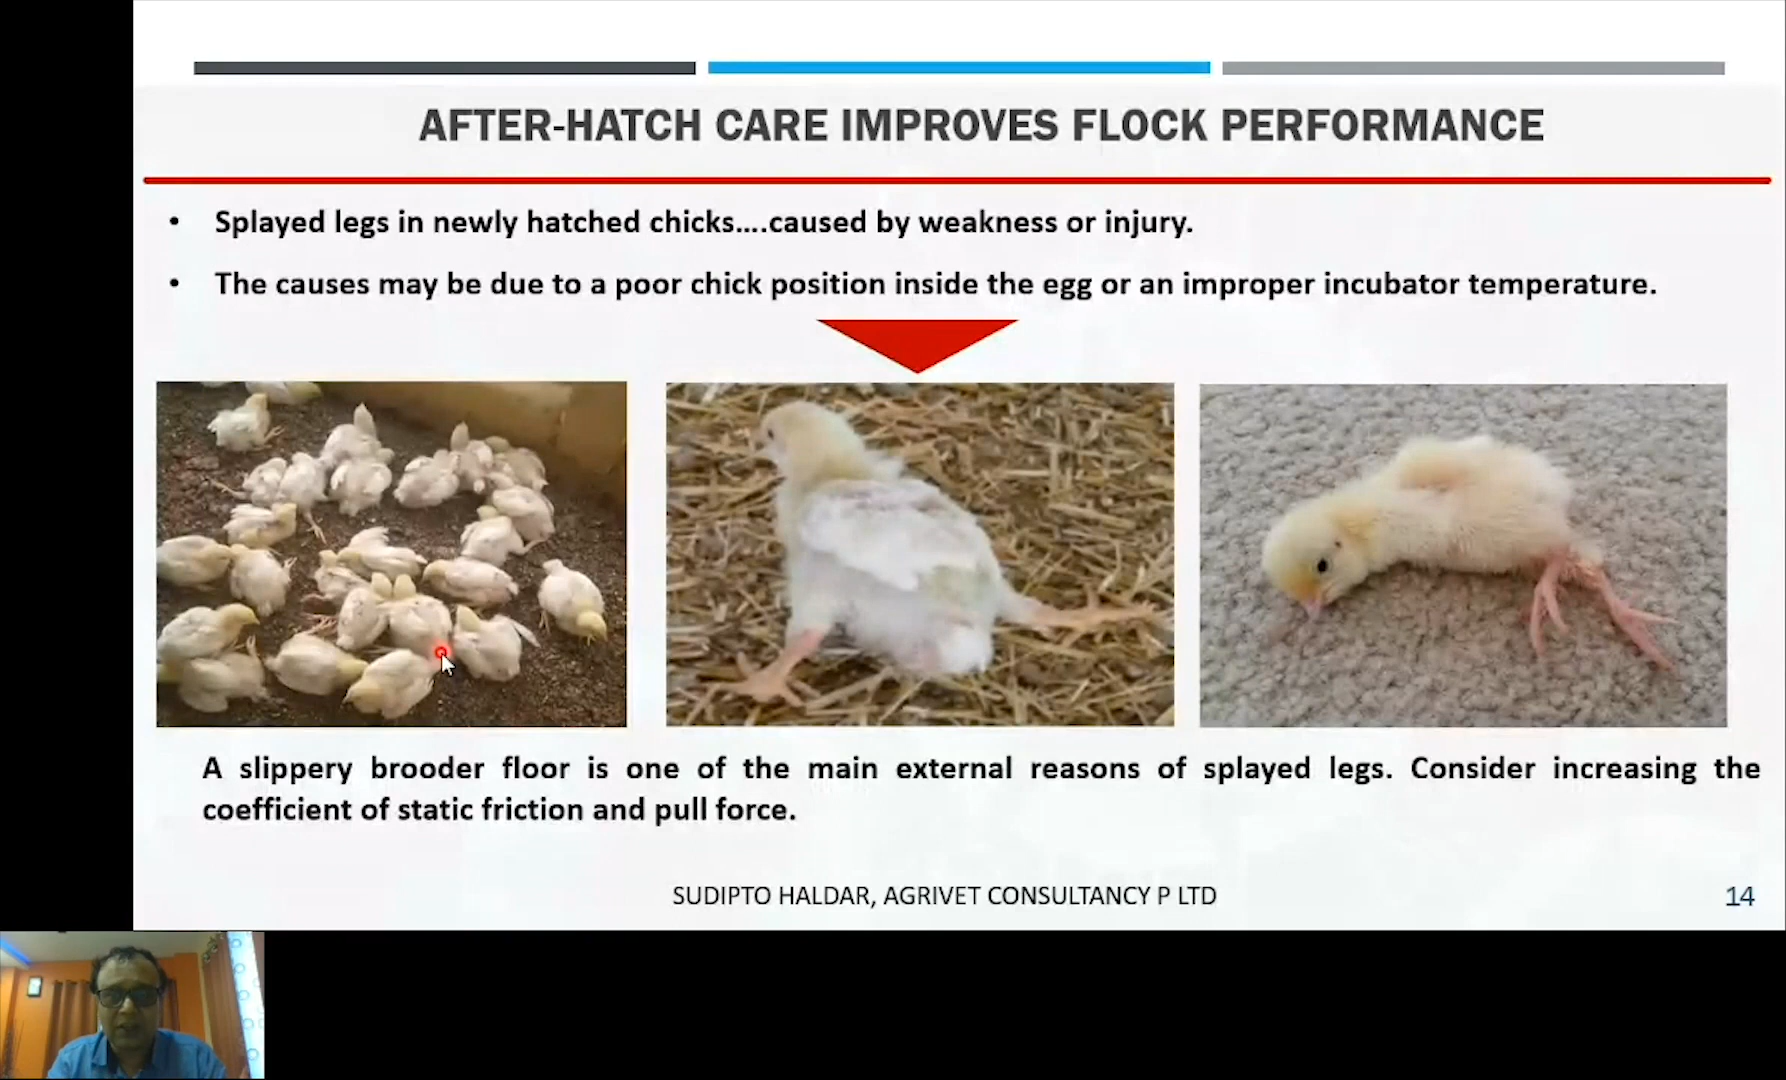 AFTER-HATCH CARE IMPROVES FLOCK PERFORMANCE
• Splayed legs in newly hatched chicks....caused by weakness or injury.
• The causes may be due to a poor chick position inside the egg or an improper incubator temperature.
A slippery brooder floor is one of the main external reasons of splayed legs. Consider increasing the
coefficient of static friction and pull force.
SUDIPTO HALDAR, AGRIVET CONSULTANCY P LTD
14